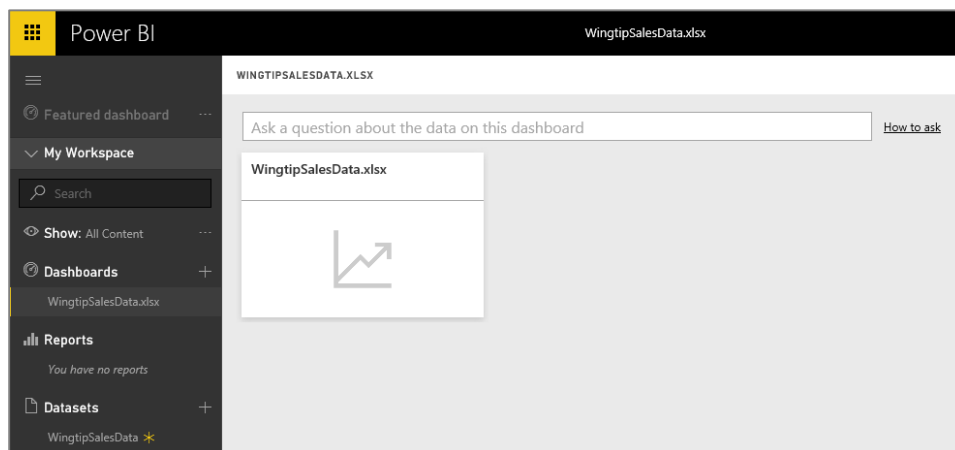 Power BI
WingtipSalesData.xlsx
WINGTIPSALESDATA.XLSX
Featured dashboard ...
My Workspace
Search
Show: All Content ...
Dashboards +
WingtipSalesData.xlsx
Reports
You have no reports
Datasets +
WingtipSalesData
Ask a question about the data on this dashboard
How to ask
WingtipSalesData.xlsx